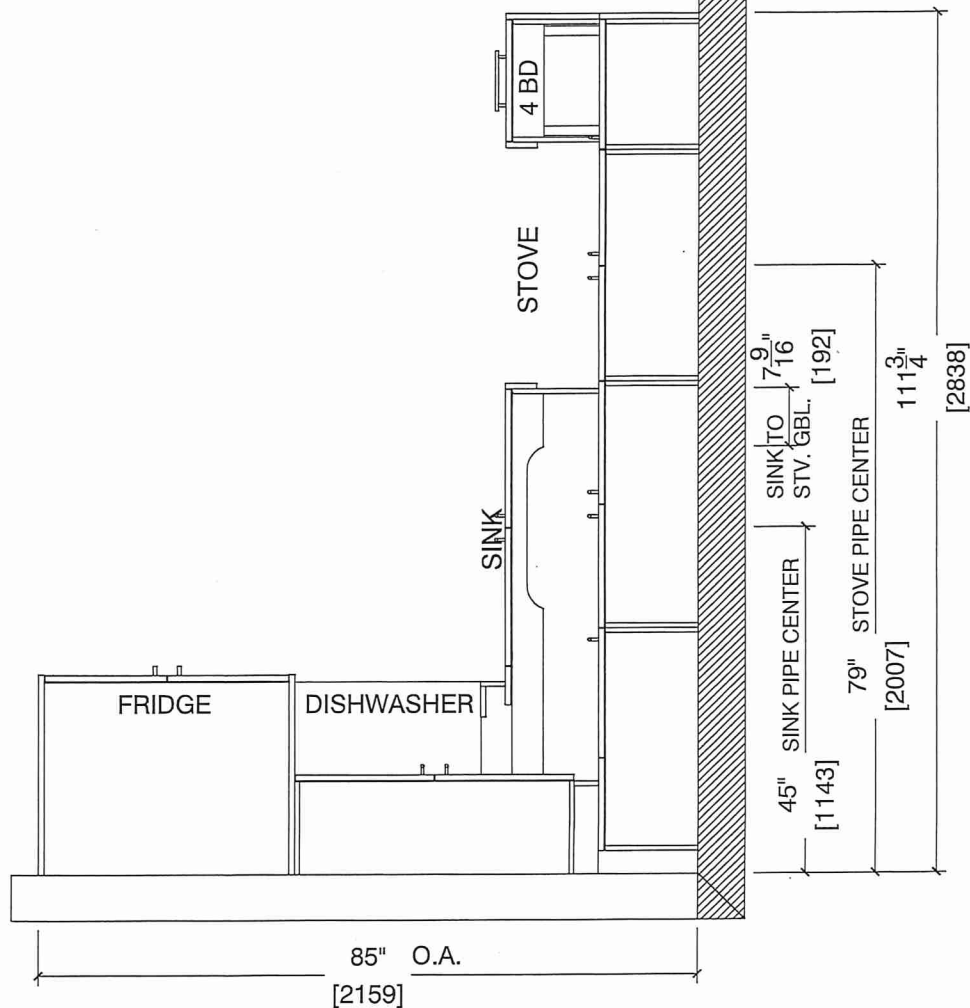 4 BD
STOVE
SINK
FRIDGE
DISHWASHER
7 9/16"
[192]
SINK TO
STV. GBL.
111 3/4"
[2838]
79" STOVE PIPE CENTER
[2007]
45" SINK PIPE CENTER
[1143]
85" O.A.
[2159]